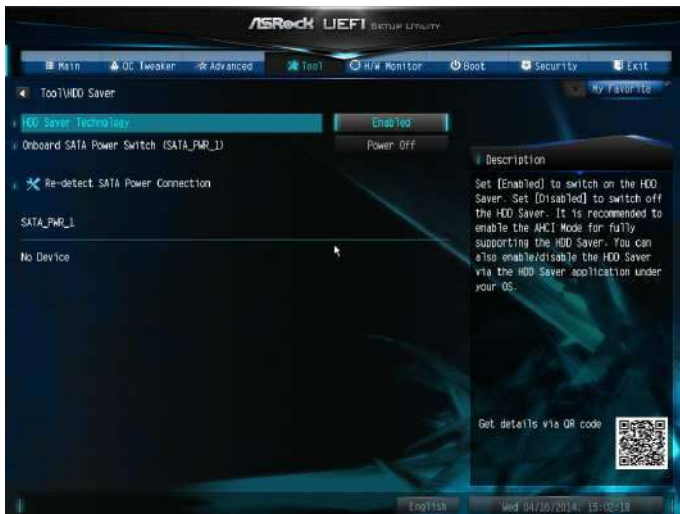 ASRock UEFI SETUP UTILITY
Main OC Tweaker Advanced Tool H/W Monitor Boot Security Exit
Tool\HDD Saver
My Favorite
HDD Saver Technology Enabled
Onboard SATA Power Switch (SATA_PWR_1) Power Off
Re-detect SATA Power Connection
SATA_PWR_1
No Device
Description
Set [Enabled] to switch on the HDD
Saver. Set [Disabled] to switch off
the HDD Saver. It is recommended to
enable the AHCI Mode for fully
supporting the HDD Saver. You can
also enable/disable the HDD Saver
via the HDD Saver application under
your OS.
Get details via QR code
English
Wed 04/16/2014, 15:02:18